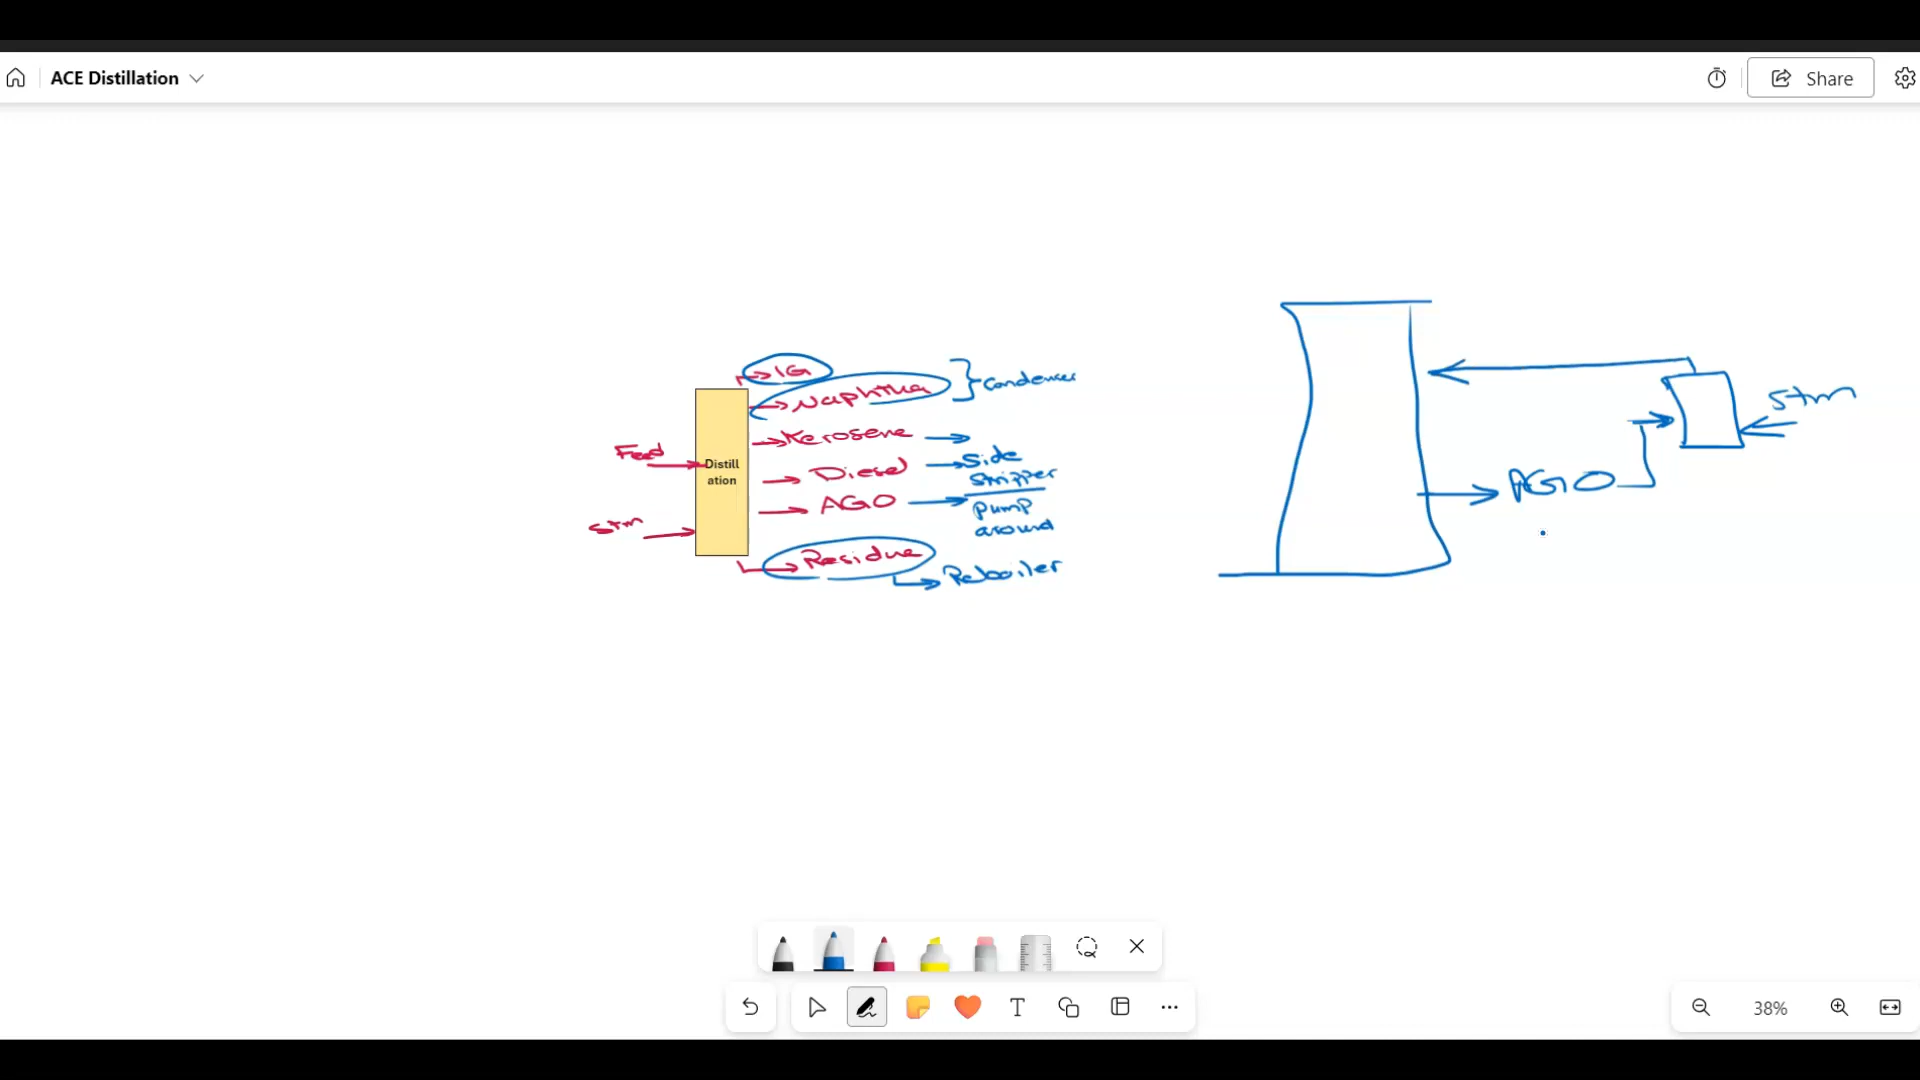 ACE Distillation
Share
IG
Naphtha
Condenser
Kerosene
Feed
Distill
ation
Diesel
Side
stripper
AGO
pump
around
stm
Residue
Reboiler
stm
AGO
38%